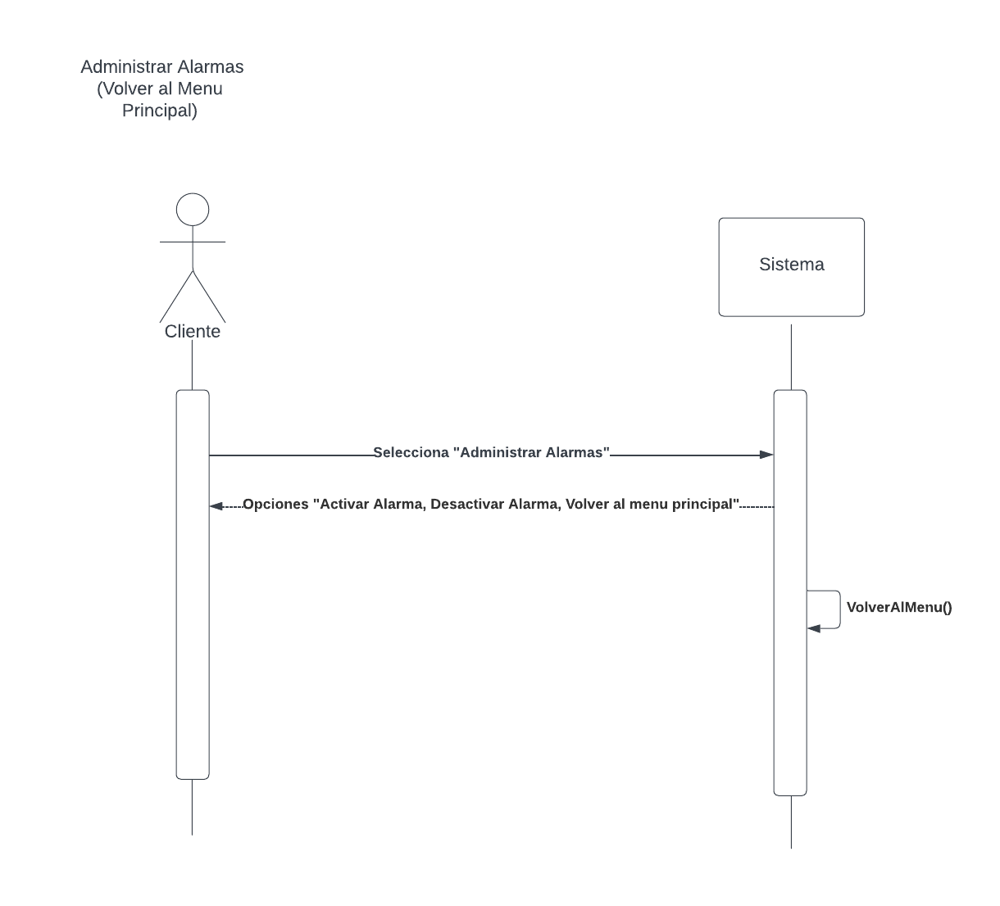 Administrar Alarmas
(Volver al Menu
Principal)
Cliente
Sistema
Selecciona "Administrar Alarmas"
Opciones "Activar Alarma, Desactivar Alarma, Volver al menu principal"
VolverAlMenu()